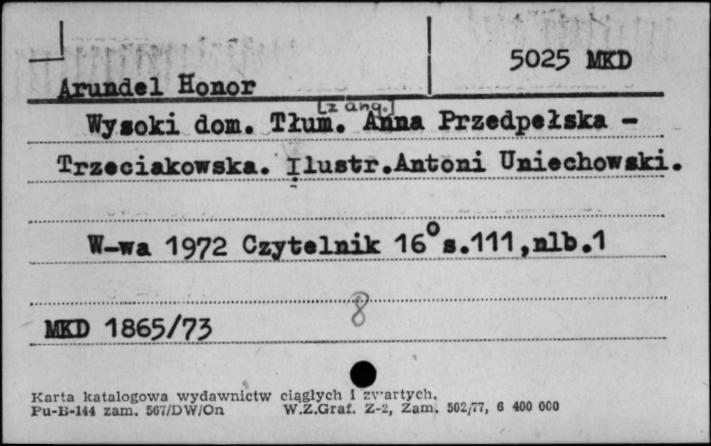 5025 MKD
Arundel Honor
[z ang.]
Wysoki dom. Tłum. Anna Przedpełska -
Trzeciakowska. Ilustr.Antoni Uniechowski.
W-wa 1972 Czytelnik 16° s.111,nlb.1
8
MKD 1865/73
Karta katalogowa wydawnictw ciągłych i zwartych.
Pu-B-144 zam. 567/DW/On W.Z.Graf. Z-2, Zam. 502/77, 6 400 000